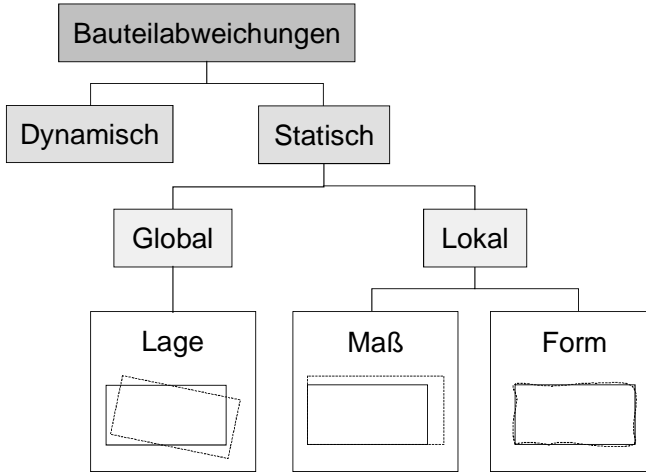 Bauteilabweichungen
Dynamisch
Statisch
Global
Lokal
Lage
Maß
Form